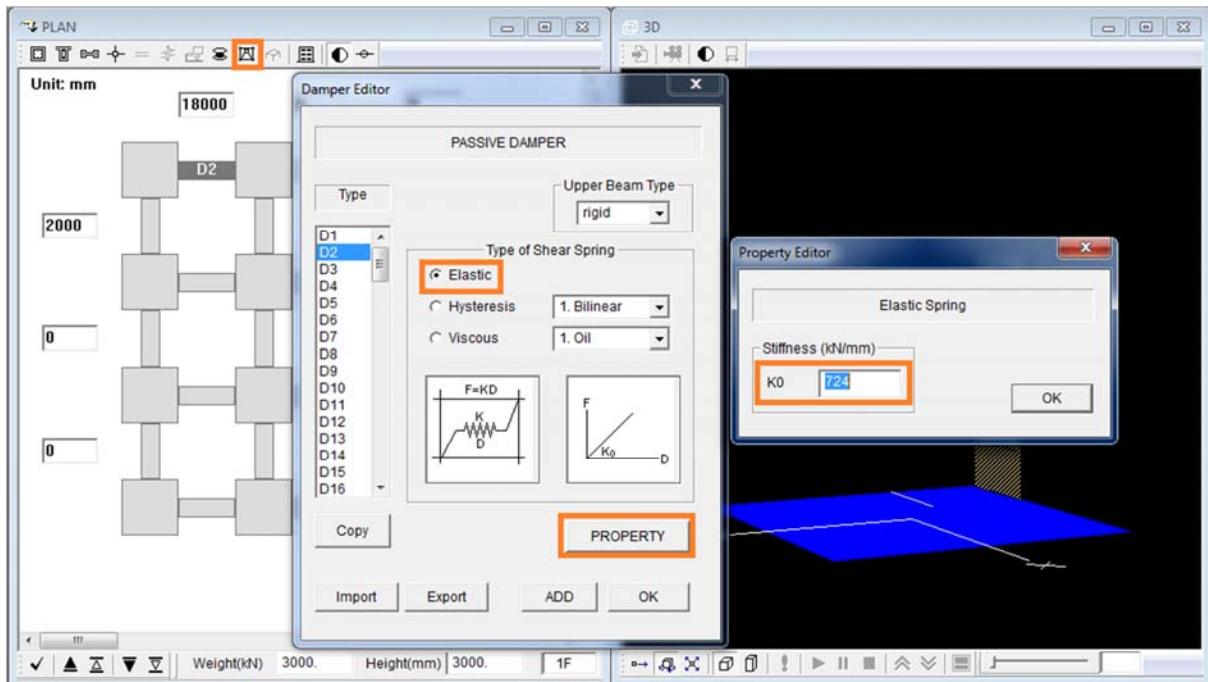 PLAN
Unit: mm
18000
D2
2000
0
0
Weight(kN) 3000. Height(mm) 3000. 1F
Damper Editor
PASSIVE DAMPER
Type
Upper Beam Type
rigid
D1
D2
D3
D4
D5
D6
D7
D8
D9
D10
D11
D12
D13
D14
D15
D16
Type of Shear Spring
Elastic
Hysteresis 1. Bilinear
Viscous 1. Oil
F=KD
K
D
F
K0
D
Copy
PROPERTY
Import Export ADD OK
3D
Property Editor
Elastic Spring
Stiffness (kN/mm)
K0 724
OK